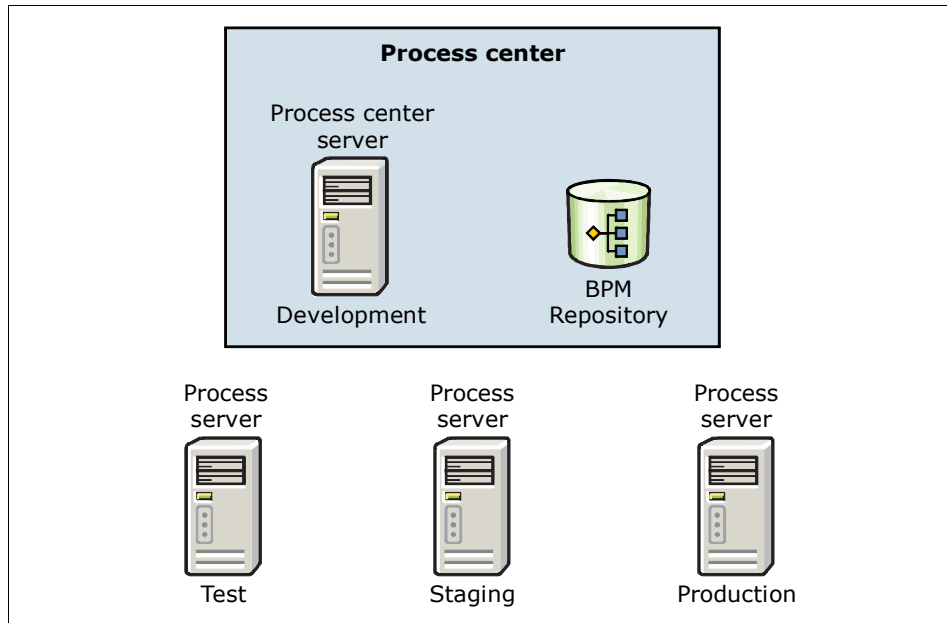 Process center
Process center
server
Development
BPM
Repository
Process
server
Test
Process
server
Staging
Process
server
Production